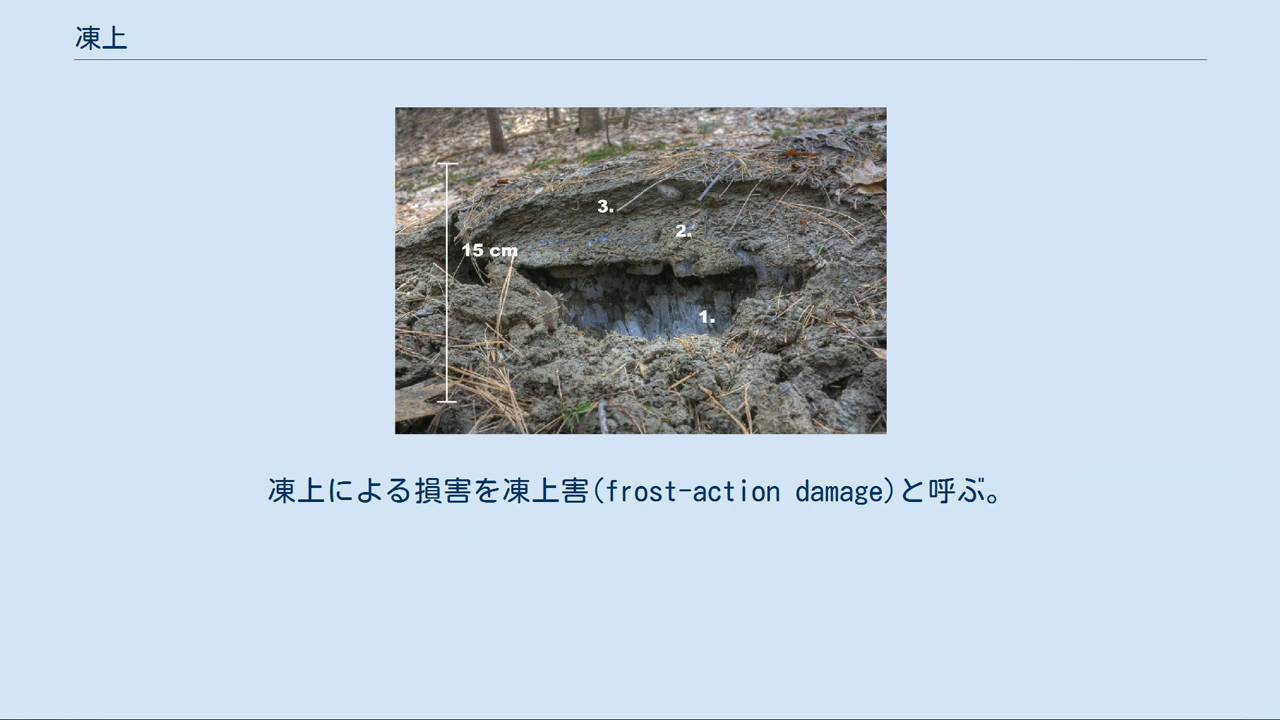 凍上
3.
2.
15 cm
1.
凍上による損害を凍上害(frost-action damage)と呼ぶ。